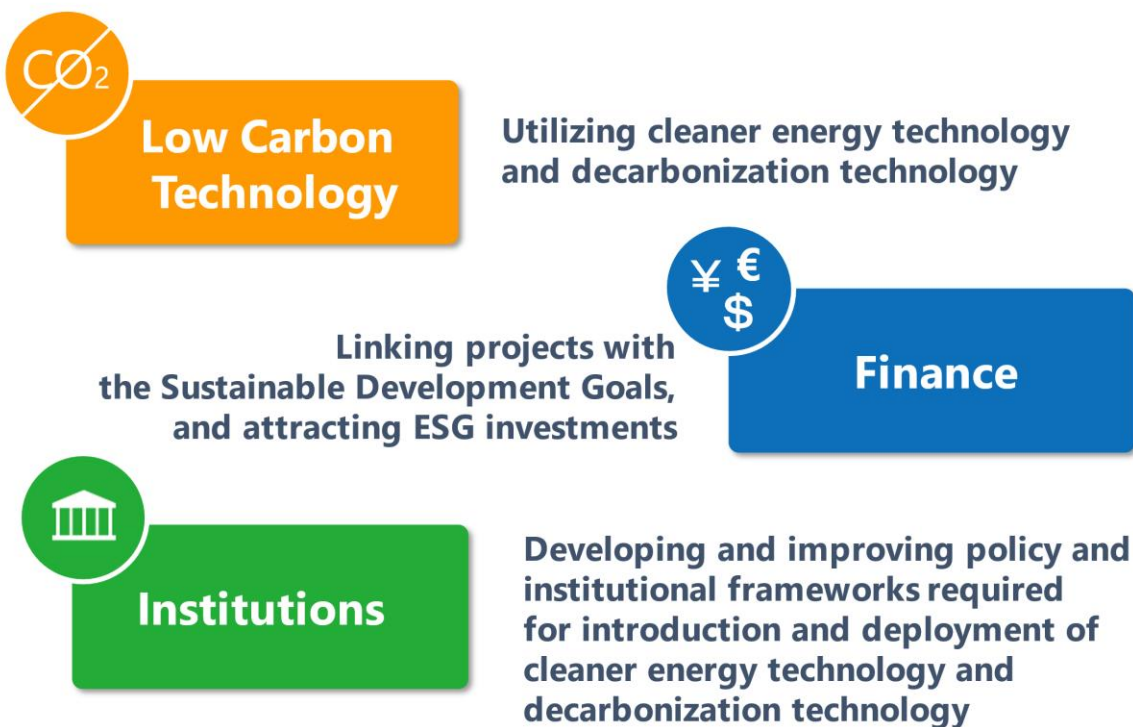 CO₂
Low Carbon
Technology
Utilizing cleaner energy technology
and decarbonization technology
¥ €
$
Linking projects with
the Sustainable Development Goals,
and attracting ESG investments
Finance
Institutions
Developing and improving policy and
institutional frameworks required
for introduction and deployment of
cleaner energy technology and
decarbonization technology